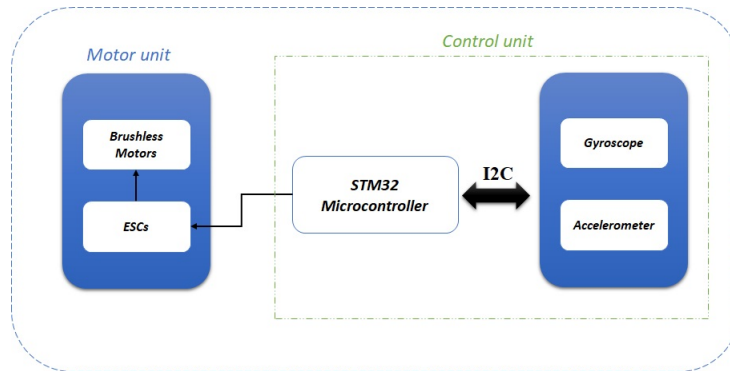 Motor unit
Control unit
Brushless
Motors
ESCs
STM32
Microcontroller
I2C
Gyroscope
Accelerometer